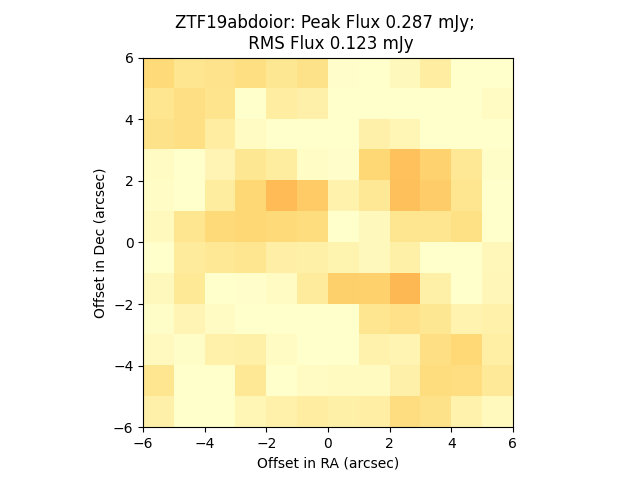 ZTF19abdoior: Peak Flux 0.287 mJy;
RMS Flux 0.123 mJy
6
4
2
0
−2
−4
−6
Offset in Dec (arcsec)
−6 −4 −2 0 2 4 6
Offset in RA (arcsec)